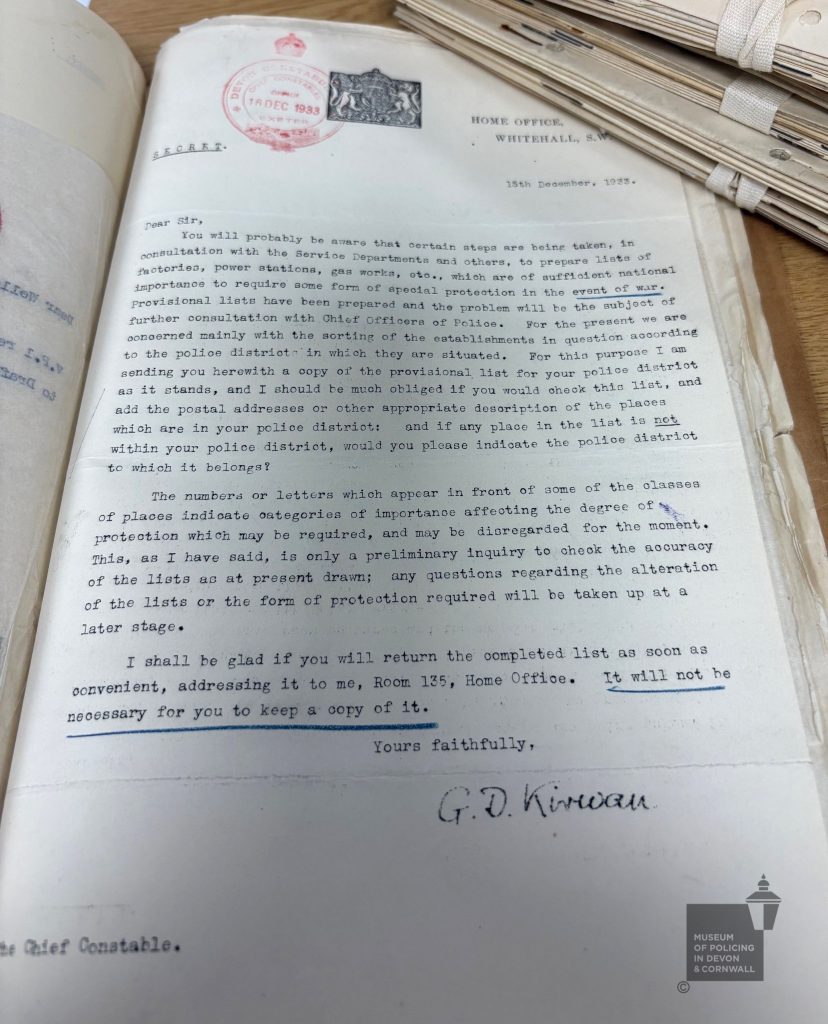 DEVON CONSTABULARY
CHIEF CONSTABLE
OFFICE
16 DEC 1933
EXETER
HOME OFFICE,
WHITEHALL, S.W.
SECRET.
15th December, 1933.
Dear Sir,
You will probably be aware that certain steps are being taken, in
consultation with the Service Departments and others, to prepare lists of
factories, power stations, gas works, etc., which are of sufficient national
importance to require some form of special protection in the event of war.
Provisional lists have been prepared and the problem will be the subject of
further consultation with Chief Officers of Police. For the present we are
concerned mainly with the sorting of the establishments in question according
to the police district in which they are situated. For this purpose I am
sending you herewith a copy of the provisional list for your police district
as it stands, and I should be much obliged if you would check this list, and
add the postal addresses or other appropriate description of the places
which are in your police district: and if any place in the list is not
within your police district, would you please indicate the police district
to which it belongs?
The numbers or letters which appear in front of some of the classes
of places indicate categories of importance affecting the degree of
protection which may be required, and may be disregarded for the moment.
This, as I have said, is only a preliminary inquiry to check the accuracy
of the lists as at present drawn; any questions regarding the alteration
of the lists or the form of protection required will be taken up at a
later stage.
I shall be glad if you will return the completed list as soon as
convenient, addressing it to me, Room 135, Home Office. It will not be
necessary for you to keep a copy of it.
Yours faithfully,
G. D. Kirwan
Chief Constable.
MUSEUM
OF POLICING
IN DEVON
& CORNWALL
©